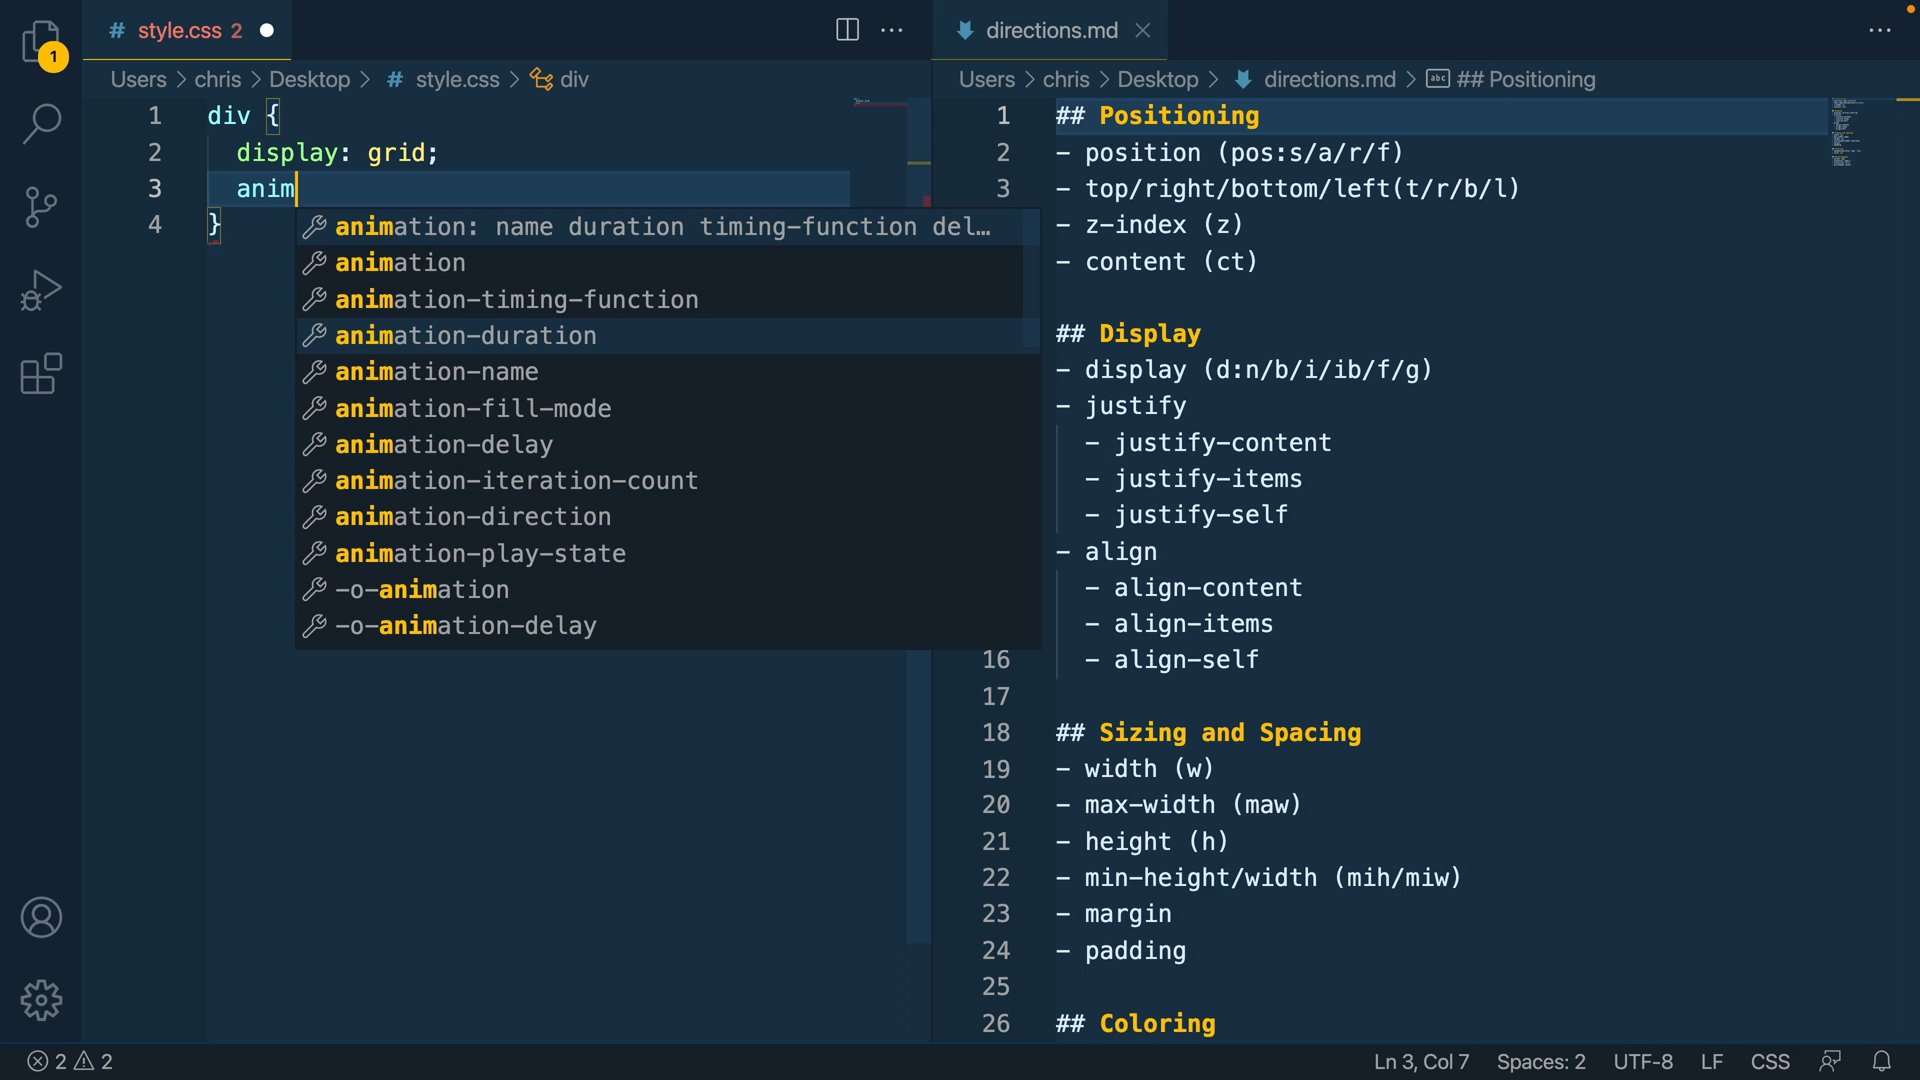 # style.css 2
directions.md
1
Users > chris > Desktop > # style.css > div
Users > chris > Desktop > directions.md > abc ## Positioning
1 div {
2 display: grid;
3 anim
4 }
animation: name duration timing-function del…
animation
animation-timing-function
animation-duration
animation-name
animation-fill-mode
animation-delay
animation-iteration-count
animation-direction
animation-play-state
-o-animation
-o-animation-delay
1 ## Positioning
2 - position (pos:s/a/r/f)
3 - top/right/bottom/left(t/r/b/l)
- z-index (z)
- content (ct)
## Display
- display (d:n/b/i/ib/f/g)
- justify
- justify-content
- justify-items
- justify-self
- align
- align-content
- align-items
16 - align-self
17
18 ## Sizing and Spacing
19 - width (w)
20 - max-width (maw)
21 - height (h)
22 - min-height/width (mih/miw)
23 - margin
24 - padding
25
26 ## Coloring
2 2
Ln 3, Col 7 Spaces: 2 UTF-8 LF CSS